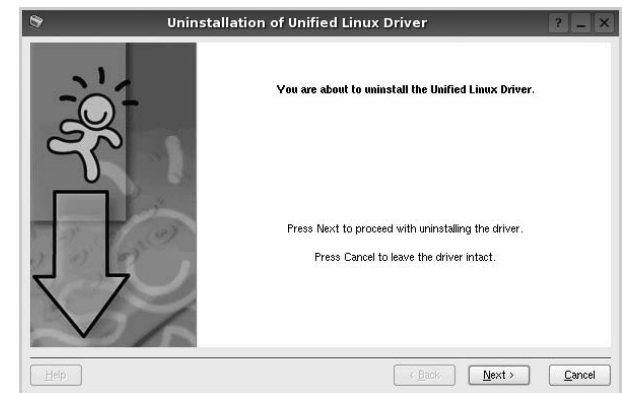 Uninstallation of Unified Linux Driver
You are about to uninstall the Unified Linux Driver.
Press Next to proceed with uninstalling the driver.
Press Cancel to leave the driver intact.
Help
< Back
Next >
Cancel